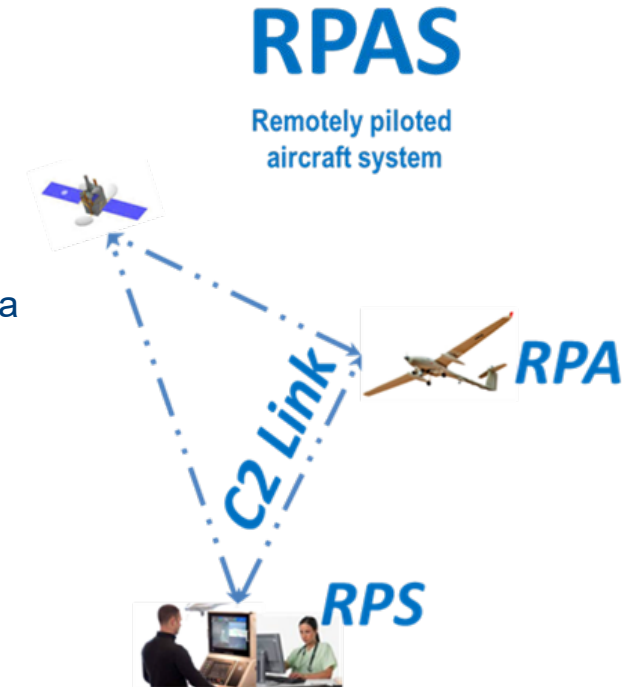 RPAS
Remotely piloted
aircraft system
a
RPA
C2 Link
RPS